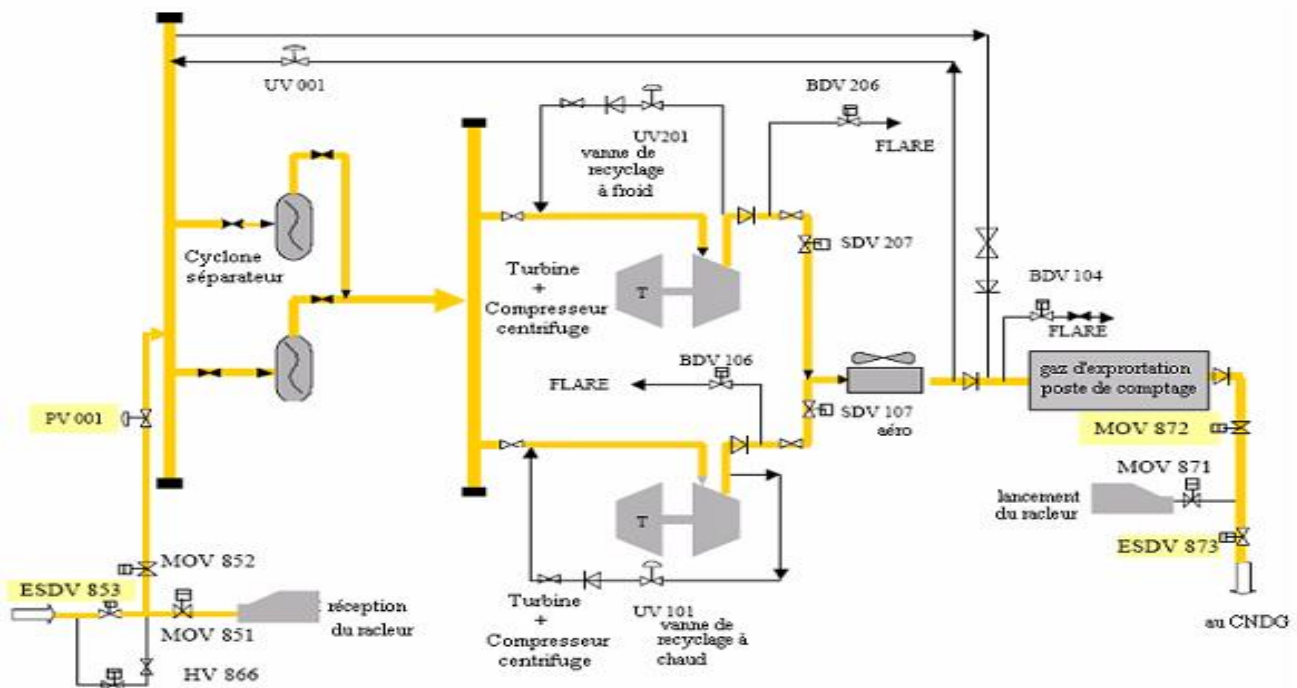 UV 001
BDV 206
FLARE
UV201
vanne de
recyclage
à froid
SDV 207
Cyclone
séparateur
Turbine
+
Compresseur
centrifuge
T
BDV 104
FLARE
BDV 106
FLARE
gaz d'exprortation
poste de comptage
PV 001
SDV 107
aéro
MOV 872
MOV 871
lancement
du racleur
T
ESDV 873
MOV 852
ESDV 853
réception
du racleur
MOV 851
HV 866
Turbine
+
Compresseur
centrifuge
UV 101
vanne de
recyclage à
chaud
au CNDG